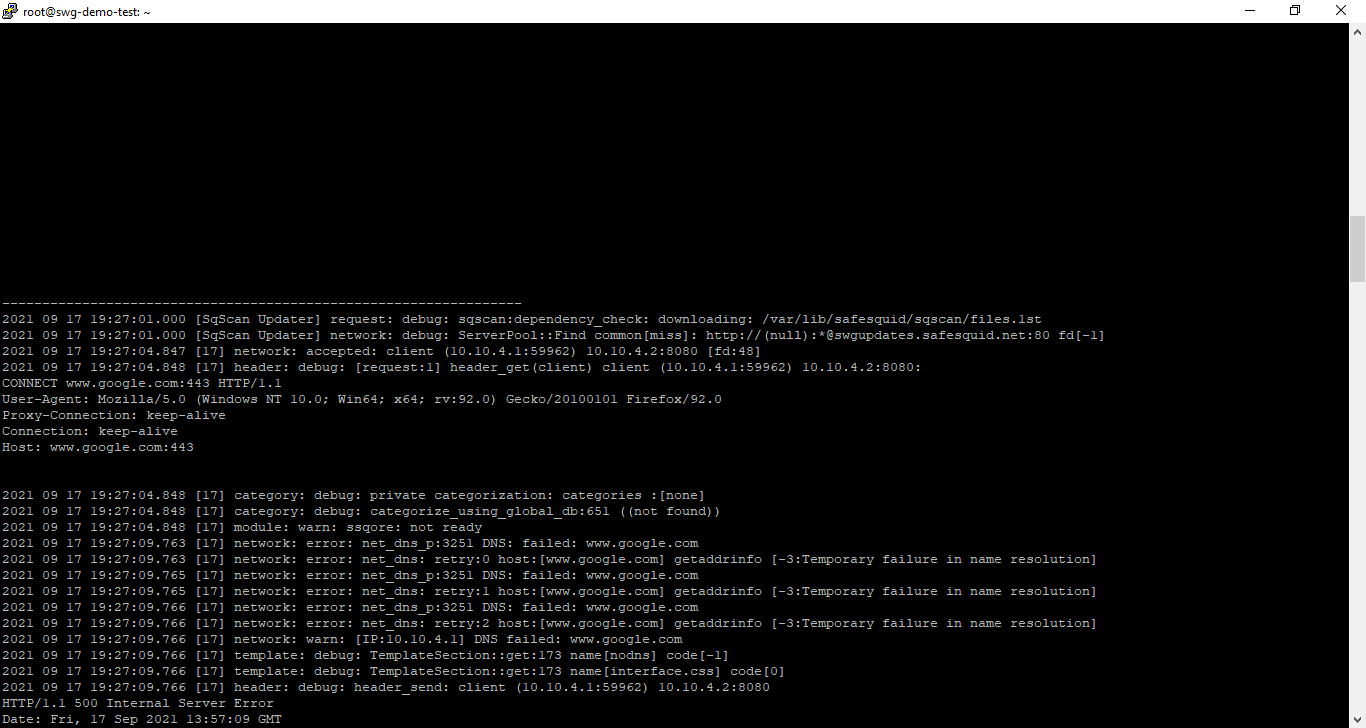 root@swg-demo-test: ~
-----------------------------------------------------------------
2021 09 17 19:27:01.000 [SqScan Updater] request: debug: sqscan:dependency_check: downloading: /var/lib/safesquid/sqscan/files.lst
2021 09 17 19:27:01.000 [SqScan Updater] network: debug: ServerPool::Find common[miss]: http://(null):*@swgupdates.safesquid.net:80 fd[-1]
2021 09 17 19:27:04.847 [17] network: accepted: client (10.10.4.1:59962) 10.10.4.2:8080 [fd:48]
2021 09 17 19:27:04.848 [17] header: debug: [request:1] header_get(client) client (10.10.4.1:59962) 10.10.4.2:8080:
CONNECT www.google.com:443 HTTP/1.1
User-Agent: Mozilla/5.0 (Windows NT 10.0; Win64; x64; rv:92.0) Gecko/20100101 Firefox/92.0
Proxy-Connection: keep-alive
Connection: keep-alive
Host: www.google.com:443
2021 09 17 19:27:04.848 [17] category: debug: private categorization: categories :[none]
2021 09 17 19:27:04.848 [17] category: debug: categorize_using_global_db:651 ((not found))
2021 09 17 19:27:04.848 [17] module: warn: ssqore: not ready
2021 09 17 19:27:09.763 [17] network: error: net_dns_p:3251 DNS: failed: www.google.com
2021 09 17 19:27:09.763 [17] network: error: net_dns: retry:0 host:[www.google.com] getaddrinfo [-3:Temporary failure in name resolution]
2021 09 17 19:27:09.765 [17] network: error: net_dns_p:3251 DNS: failed: www.google.com
2021 09 17 19:27:09.765 [17] network: error: net_dns: retry:1 host:[www.google.com] getaddrinfo [-3:Temporary failure in name resolution]
2021 09 17 19:27:09.766 [17] network: error: net_dns_p:3251 DNS: failed: www.google.com
2021 09 17 19:27:09.766 [17] network: error: net_dns: retry:2 host:[www.google.com] getaddrinfo [-3:Temporary failure in name resolution]
2021 09 17 19:27:09.766 [17] network: warn: [IP:10.10.4.1] DNS failed: www.google.com
2021 09 17 19:27:09.766 [17] template: debug: TemplateSection::get:173 name[nodns] code[-1]
2021 09 17 19:27:09.766 [17] template: debug: TemplateSection::get:173 name[interface.css] code[0]
2021 09 17 19:27:09.766 [17] header: debug: header_send: client (10.10.4.1:59962) 10.10.4.2:8080
HTTP/1.1 500 Internal Server Error
Date: Fri, 17 Sep 2021 13:57:09 GMT